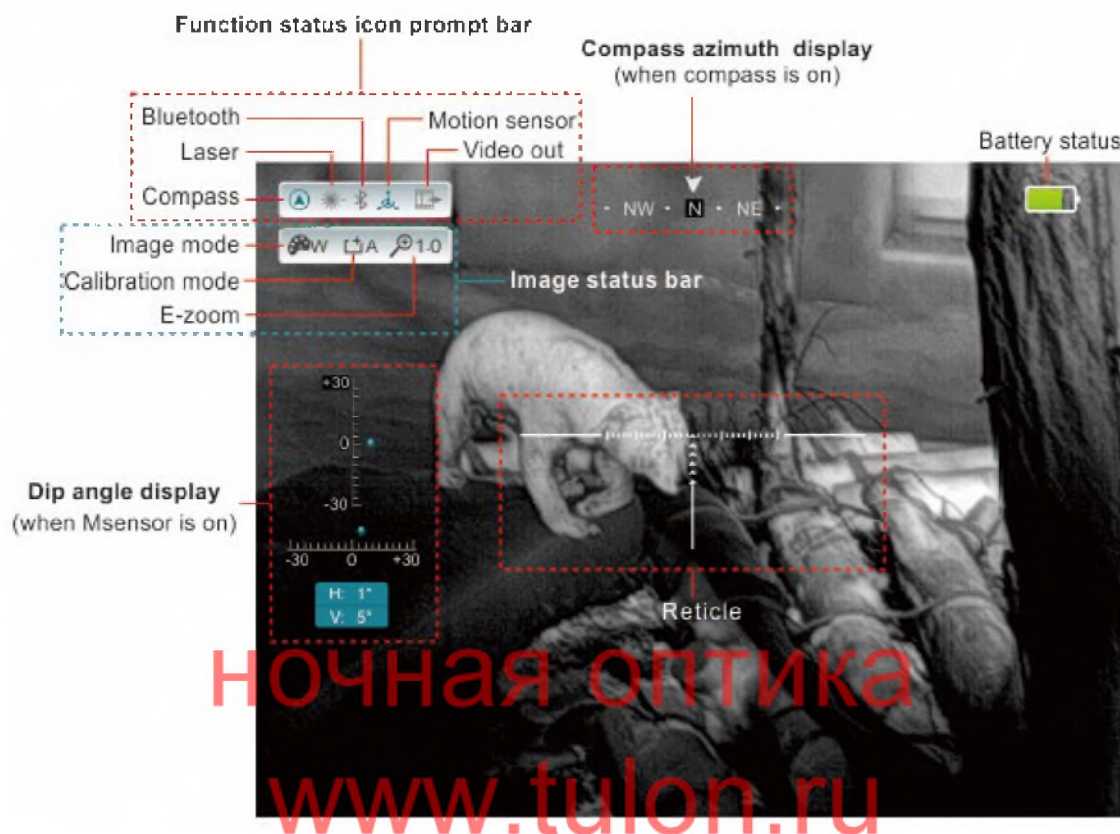 Function status icon prompt bar
Compass azimuth display
(when compass is on)
Bluetooth
Motion sensor
Laser
Video out
Battery status
Compass
NW · N · NE
Image mode
W A 1.0
Calibration mode
Image status bar
E-zoom
+30
0
-30
Dip angle display
(when Msensor is on)
-30 0 +30
H: 1°
V: 5°
Reticle
ночная оптика
www.tulon.ru